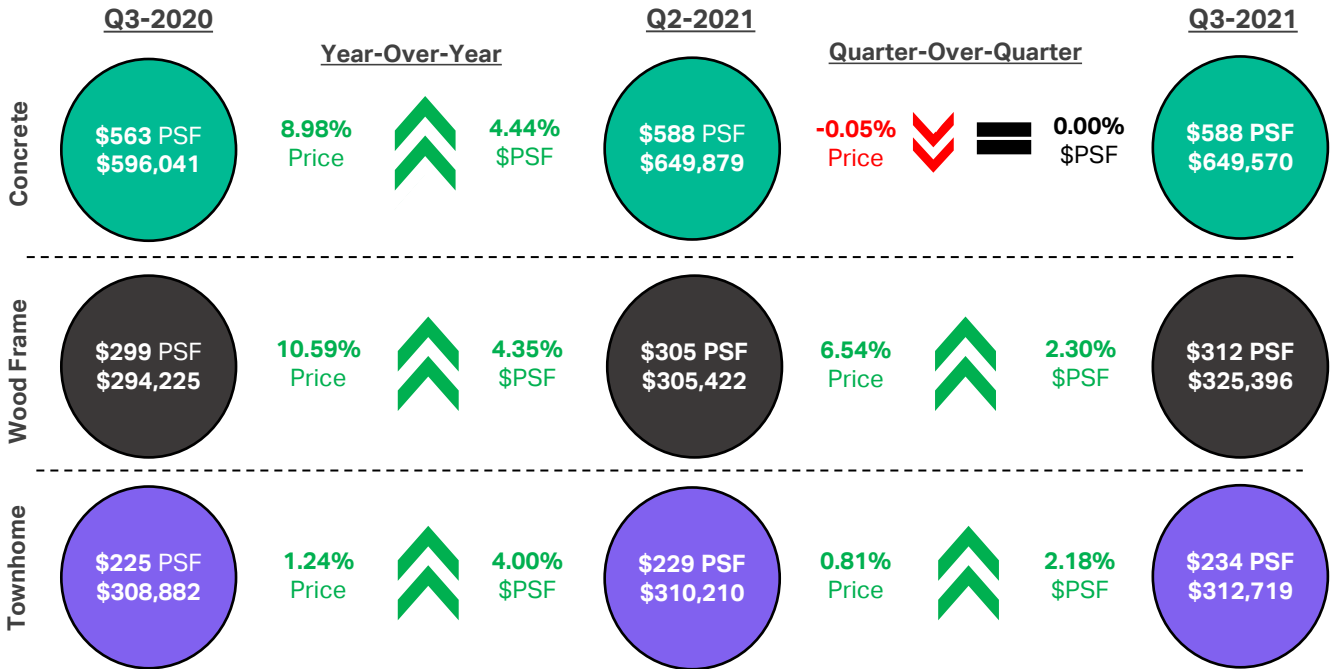 Q3-2020
Q2-2021
Q3-2021
Year-Over-Year
Quarter-Over-Quarter
Concrete
$563 PSF
$596,041
8.98%
Price
4.44%
$PSF
$588 PSF
$649,879
-0.05%
Price
0.00%
$PSF
$588 PSF
$649,570
Wood Frame
$299 PSF
$294,225
10.59%
Price
4.35%
$PSF
$305 PSF
$305,422
6.54%
Price
2.30%
$PSF
$312 PSF
$325,396
Townhome
$225 PSF
$308,882
1.24%
Price
4.00%
$PSF
$229 PSF
$310,210
0.81%
Price
2.18%
$PSF
$234 PSF
$312,719